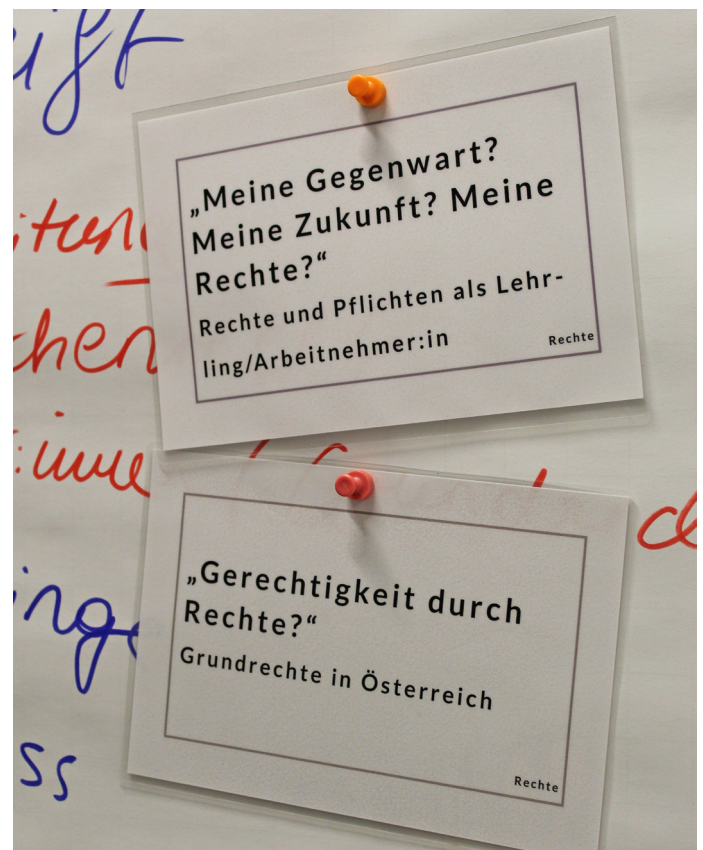 „Meine Gegenwart?
Meine Zukunft? Meine
Rechte?“
Rechte und Pflichten als Lehr-
ling/Arbeitnehmer:in
Rechte
„Gerechtigkeit durch
Rechte?“
Grundrechte in Österreich
Rechte